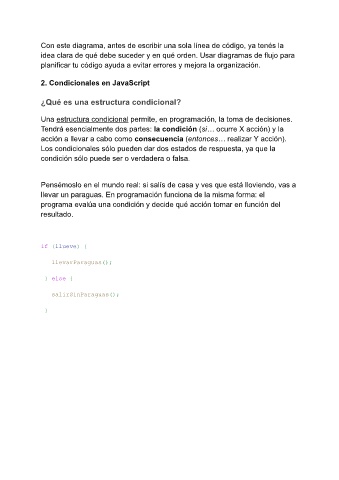 Con este diagrama, antes de escribir una sola línea de código, ya tenés la
idea clara de qué debe suceder y en qué orden. Usar diagramas de flujo para
planificar tu código ayuda a evitar errores y mejora la organización.
2. Condicionales en JavaScript
¿Qué es una estructura condicional?
Una estructura condicional permite, en programación, la toma de decisiones.
Tendrá esencialmente dos partes: la condición (si… ocurre X acción) y la
acción a llevar a cabo como consecuencia (entonces… realizar Y acción).
Los condicionales sólo pueden dar dos estados de respuesta, ya que la
condición sólo puede ser o verdadera o falsa.
Pensémoslo en el mundo real: si salís de casa y ves que está lloviendo, vas a
llevar un paraguas. En programación funciona de la misma forma: el
programa evalúa una condición y decide qué acción tomar en función del
resultado.
if (llueve) {
llevarParaguas();
} else {
salirSinParaguas();
}